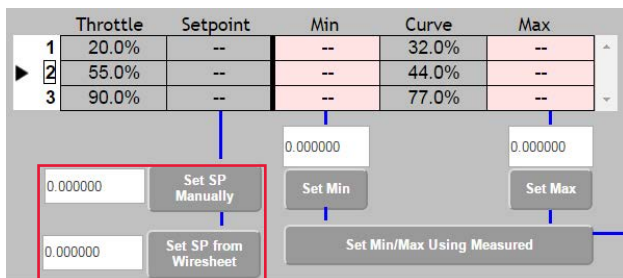 Throttle Setpoint Min Curve Max
1 20.0% -- -- 32.0% --
2 55.0% -- -- 44.0% --
3 90.0% -- -- 77.0% --
0.000000 0.000000
0.000000 Set SP Manually Set Min Set Max
0.000000 Set SP from Wiresheet Set Min/Max Using Measured